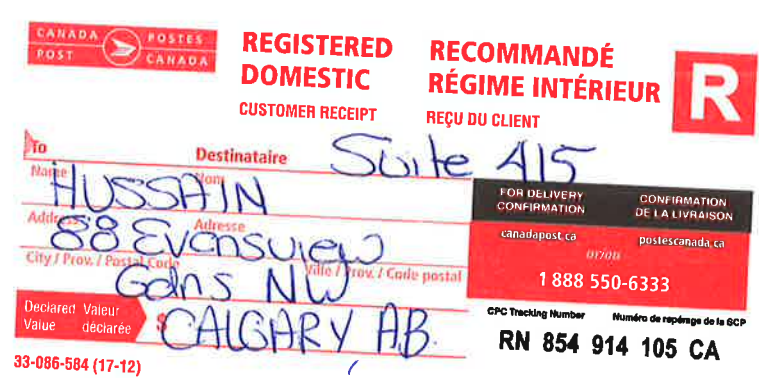 CANADA POSTES
POST CANADA
REGISTERED DOMESTIC
CUSTOMER RECEIPT
RECOMMANDÉ RÉGIME INTÉRIEUR
REÇU DU CLIENT
R
To Destinataire Suite 415
Name Nom
HUSSAIN
Address Adresse
88 Evansview
City / Prov. / Postal Code Ville / Prov. / Code postal
Gdns NW
Declared Value Valeur déclarée $
CALGARY AB.
FOR DELIVERY CONFIRMATION
CONFIRMATION DE LA LIVRAISON
canadapost.ca postescanada.ca
or/ou
1 888 550-6333
CPC Tracking Number Numéro de repérage de la SCP
RN 854 914 105 CA
33-086-584 (17-12)